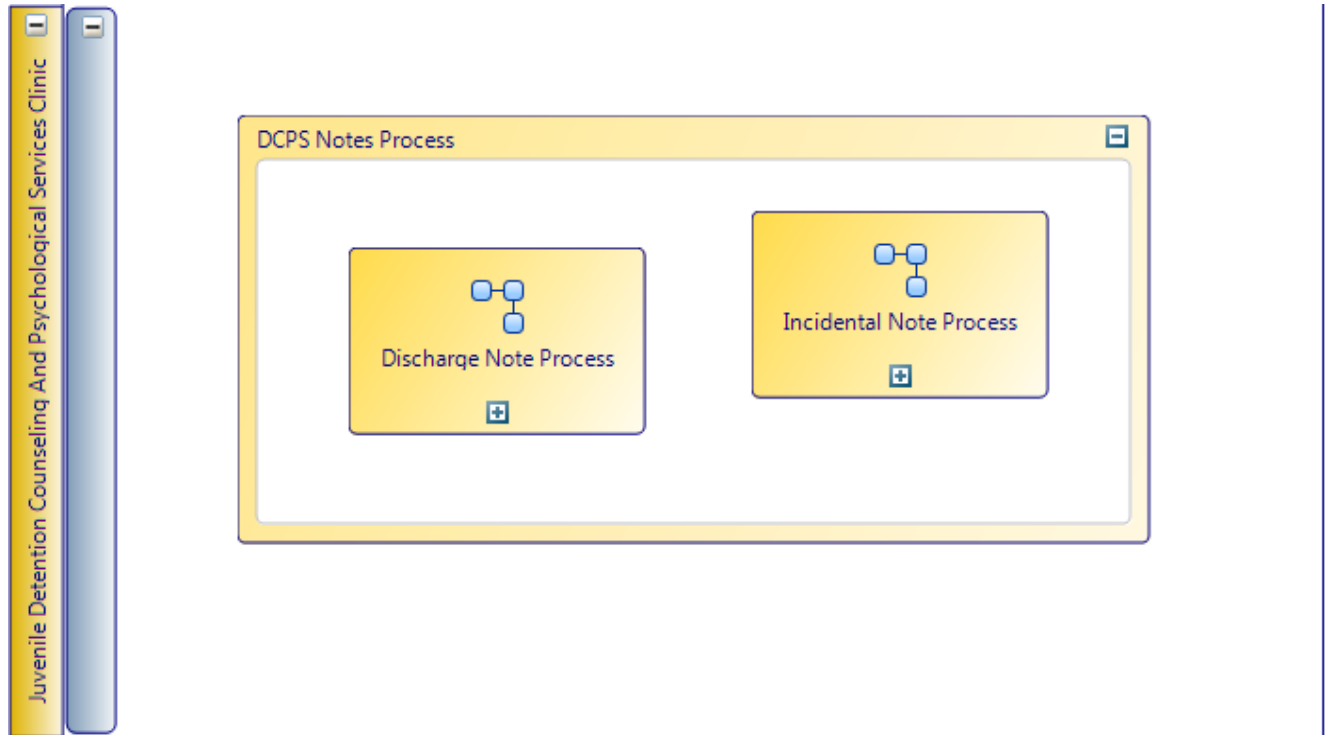 Juvenile Detention Counseling And Psychological Services Clinic
DCPS Notes Process
Discharge Note Process
Incidental Note Process